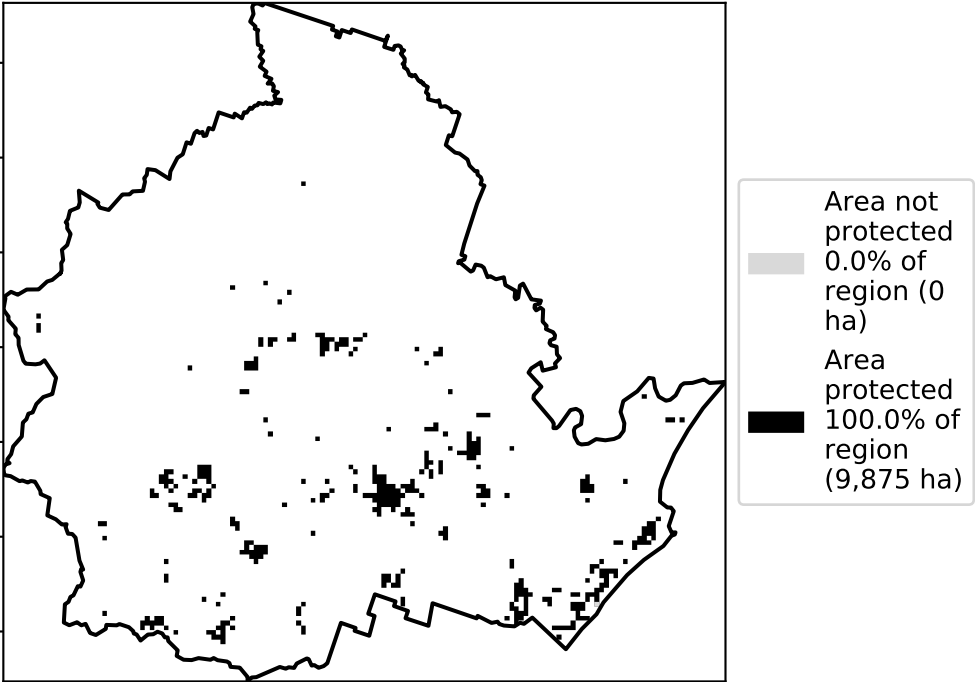 Area not
protected
0.0% of
region (0
ha)
Area
protected
100.0% of
region
(9,875 ha)